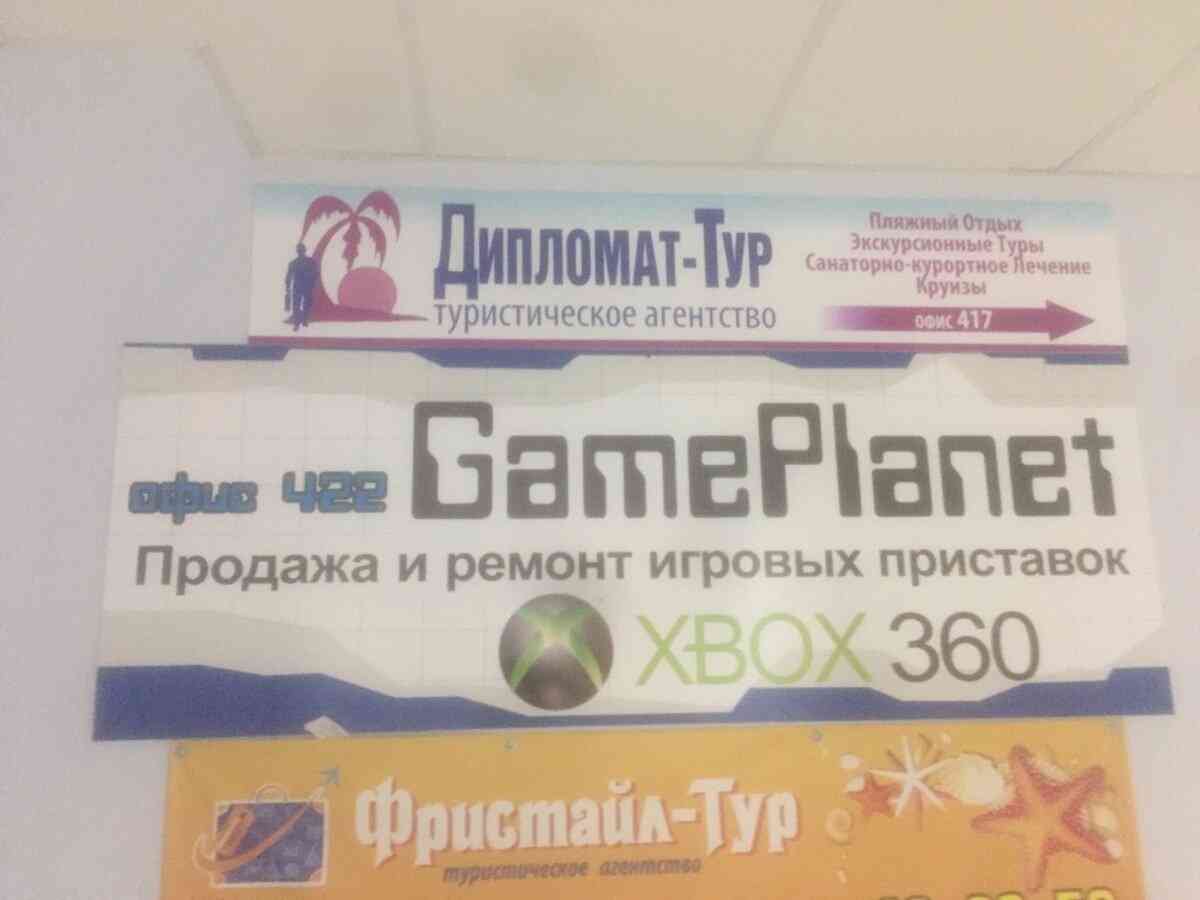 Дипломат-Тур
туристическое агентство
Пляжный Отдых
Экскурсионные Туры
Санаторно-курортное Лечение
Круизы
офис 417
офис 422 GamePlanet
Продажа и ремонт игровых приставок
XBOX 360
Фристайл-Тур
туристическое агентство